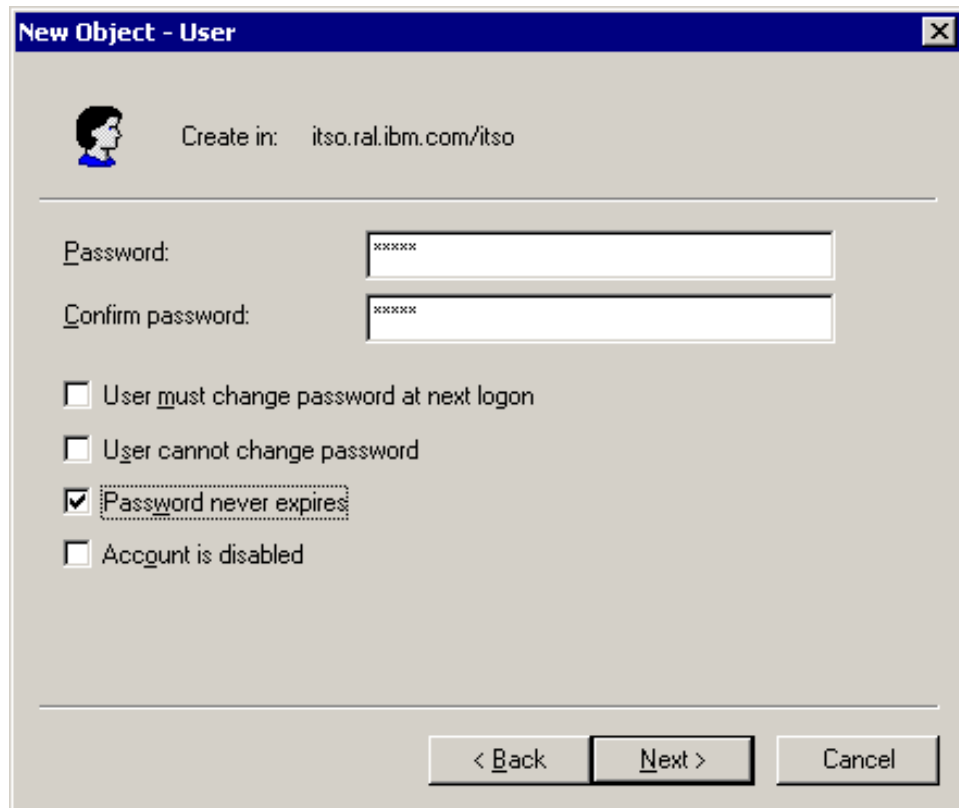 New Object - User
Create in: itso.ral.ibm.com/itso
Password: *****
Confirm password: *****
User must change password at next logon
User cannot change password
Password never expires
Account is disabled
< Back Next > Cancel